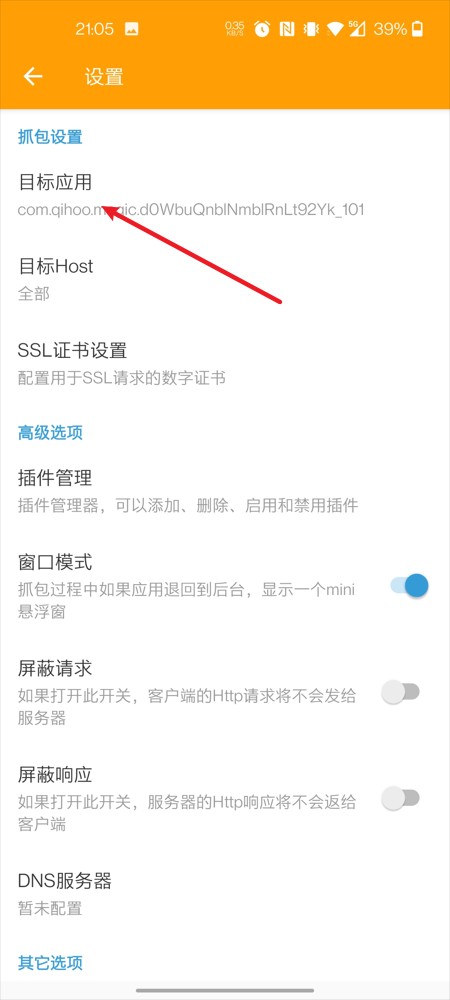 21:05
0.35
KB/S
5G
39%
设置
抓包设置
目标应用
com.qihoo.magic.d0WbuQnblNmblRnLt92Yk_101
目标Host
全部
SSL证书设置
配置用于SSL请求的数字证书
高级选项
插件管理
插件管理器，可以添加、删除、启用和禁用插件
窗口模式
抓包过程中如果应用退回到后台，显示一个mini
悬浮窗
屏蔽请求
如果打开此开关，客户端的Http请求将不会发给
服务器
屏蔽响应
如果打开此开关，服务器的Http响应将不会返给
客户端
DNS服务器
暂未配置
其它选项